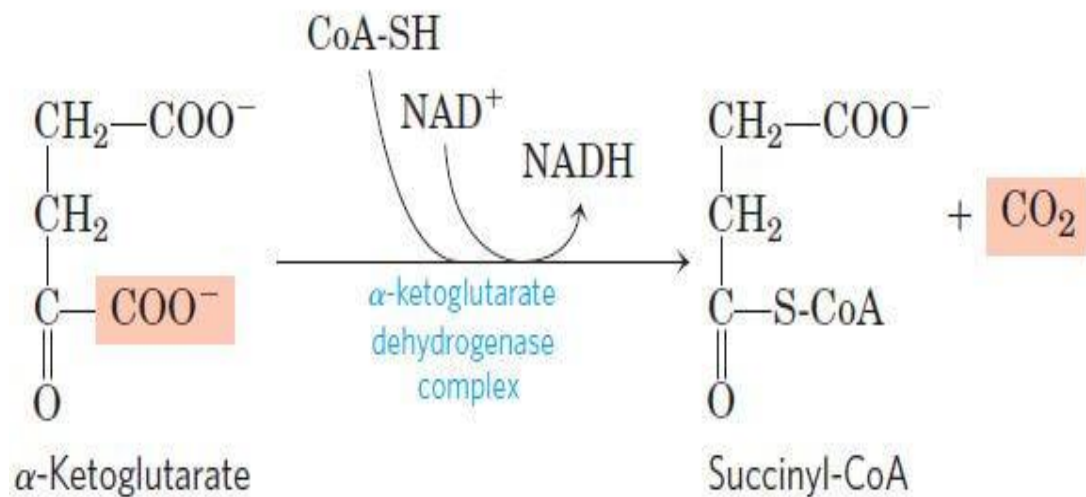 CoA-SH
NAD⁺
NADH
CH₂—COO⁻
CH₂
C—COO⁻
O
α-Ketoglutarate
α-ketoglutarate
dehydrogenase
complex
CH₂—COO⁻
CH₂
C—S-CoA
O
Succinyl-CoA
+ CO₂